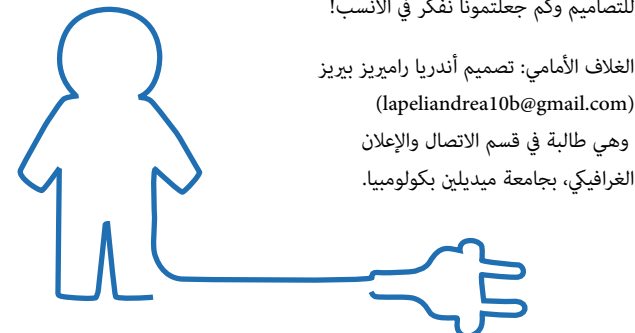 للتصاميم وكم جعلتمونا نفكر في الأنسب!
الغلاف الأمامي: تصميم أندريا راميريز بيريز
(lapeliandrea10b@gmail.com)
وهي طالبة في قسم الاتصال والإعلان
الغرافيكي، بجامعة ميديلين بكولومبيا.